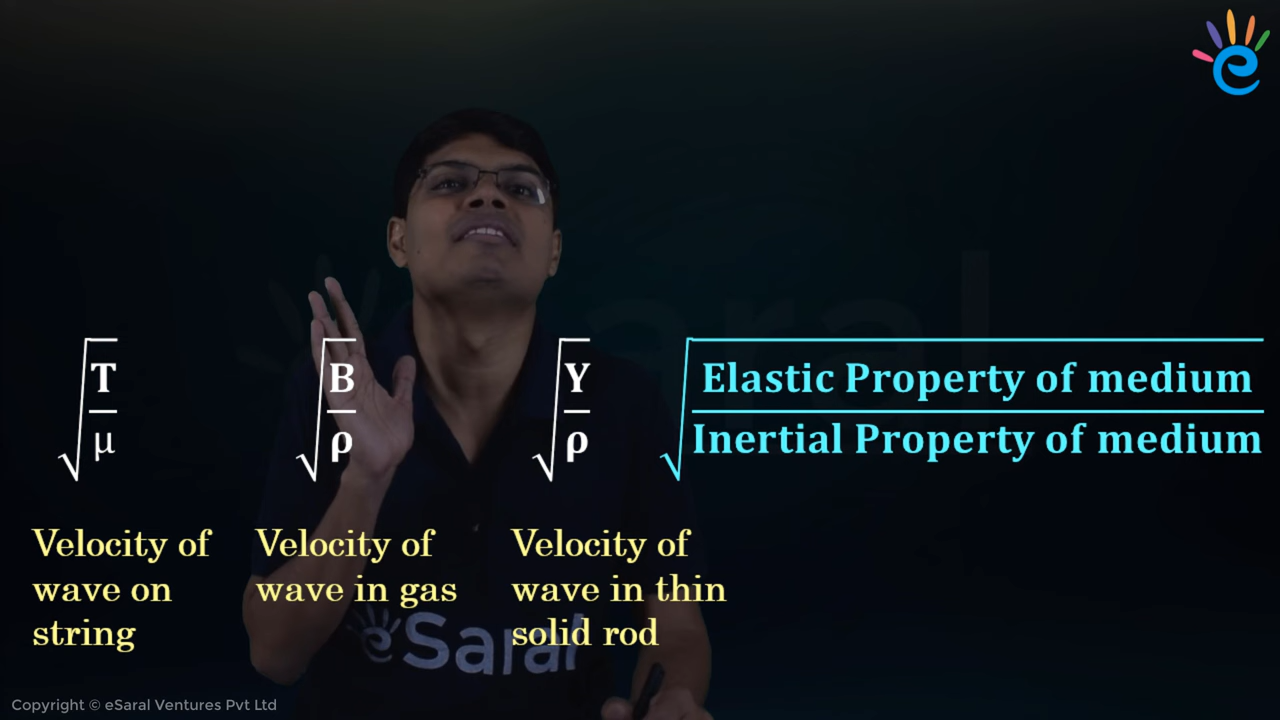 √(T/μ)
√(B/ρ)
√(Y/ρ)
√(Elastic Property of medium/Inertial Property of medium)
Velocity of
wave on
string
Velocity of
wave in gas
Velocity of
wave in thin
solid rod
eSaral
Copyright © eSaral Ventures Pvt Ltd